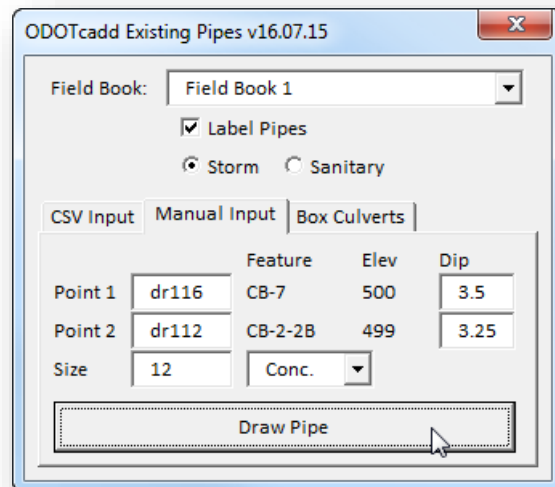 ODOTcadd Existing Pipes v16.07.15
Field Book: Field Book 1
Label Pipes
Storm Sanitary
CSV Input Manual Input Box Culverts
Feature Elev Dip
Point 1 dr116 CB-7 500 3.5
Point 2 dr112 CB-2-2B 499 3.25
Size 12 Conc.
Draw Pipe